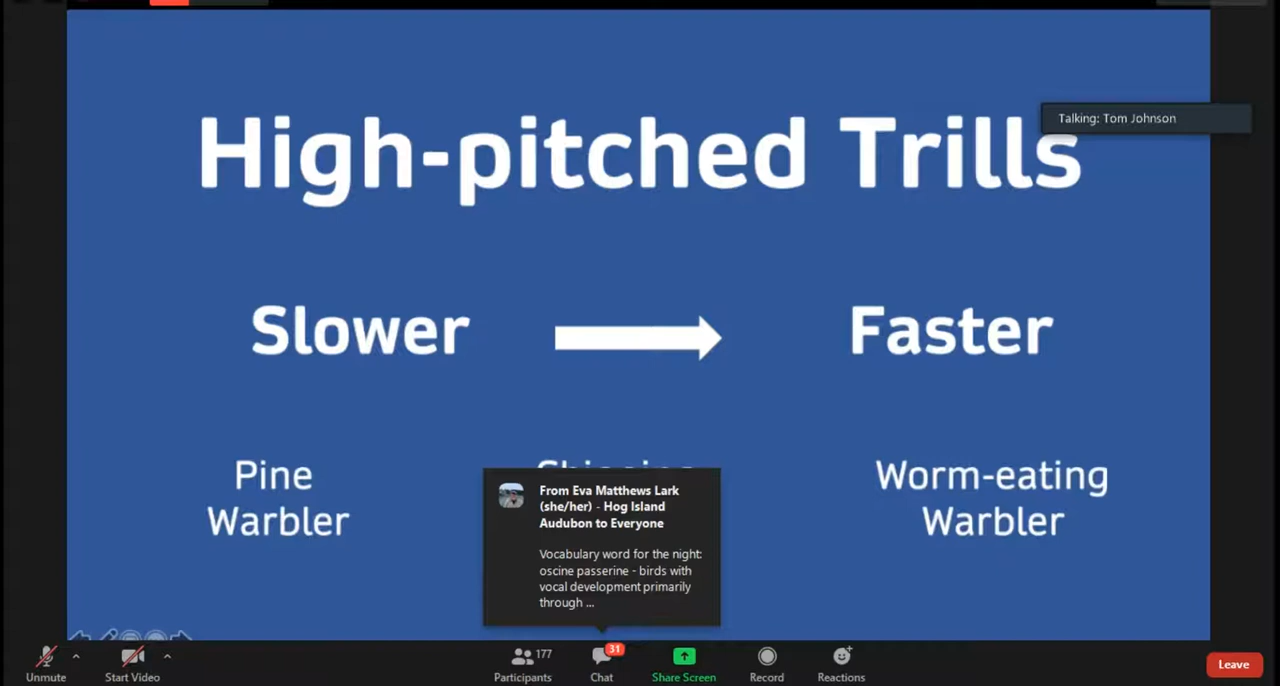 Talking: Tom Johnson
High-pitched Trills
Slower
Faster
Pine
Warbler
Worm-eating
Warbler
From Eva Matthews Lark
(she/her) - Hog Island
Audubon to Everyone
Vocabulary word for the night:
oscine passerine - birds with
vocal development primarily
through ...
Unmute
Start Video
177
Participants
31
Chat
Share Screen
Record
Reactions
Leave